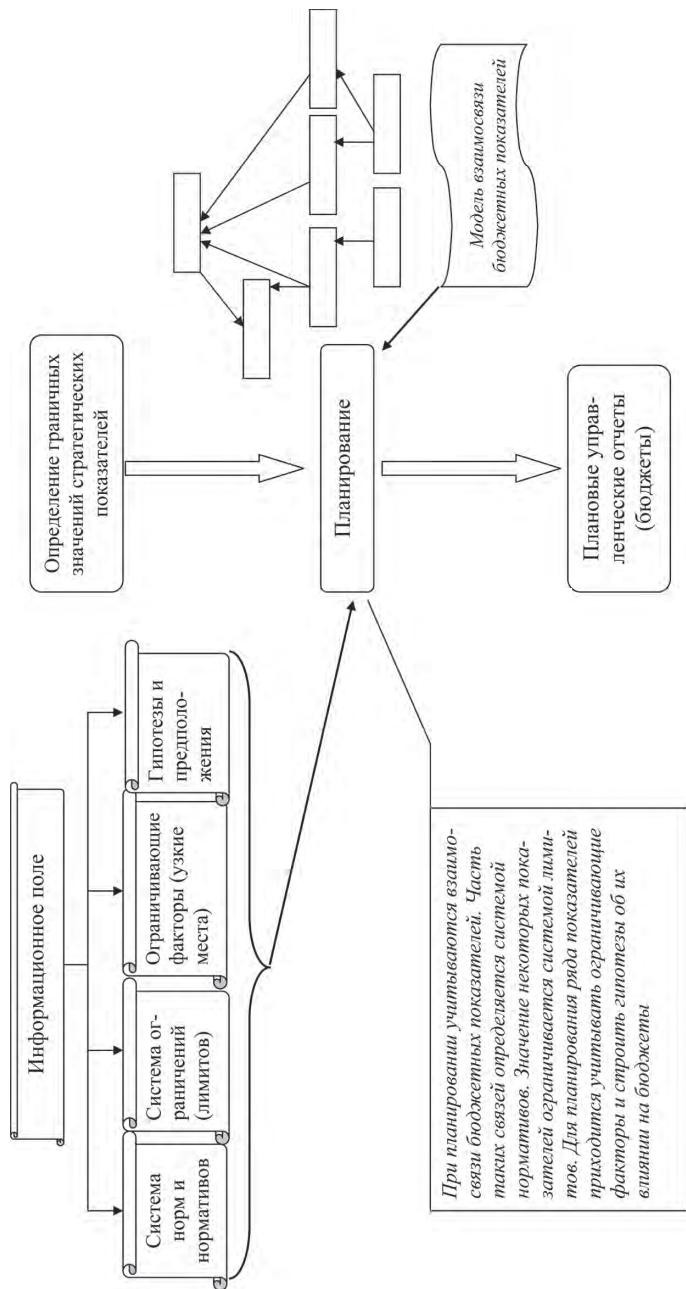 Информационное поле
Система
норм и
нормативов
Система ог-
раничений
(лимитов)
Ограничивающие
факторы (узкие
места)
Гипотезы и
предполо-
жения
Определение граничных
значений стратегических
показателей
Планирование
Модель взаимосвязи
бюджетных показателей
Плановые управ-
ленческие отчеты
(бюджеты)
При планировании учитываются взаимо-
связи бюджетных показателей. Часть
таких связей определяется системой
нормативов. Значение некоторых пока-
зателей ограничивается системой лими-
тов. Для планирования ряда показателей
приходится учитывать ограничивающие
факторы и строить гипотезы об их
влиянии на бюджеты